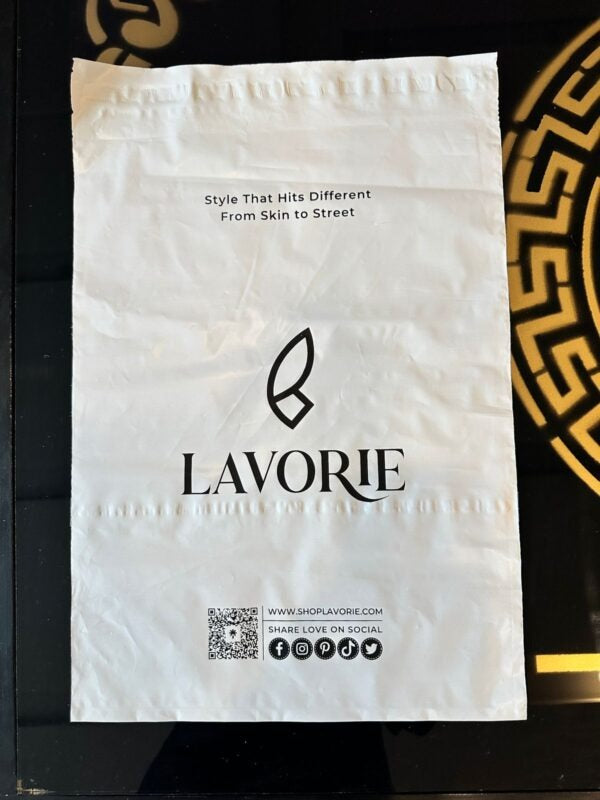 Style That Hits Different
From Skin to Street
LAVORIE
WWW.SHOPLAVORIE.COM
SHARE LOVE ON SOCIAL